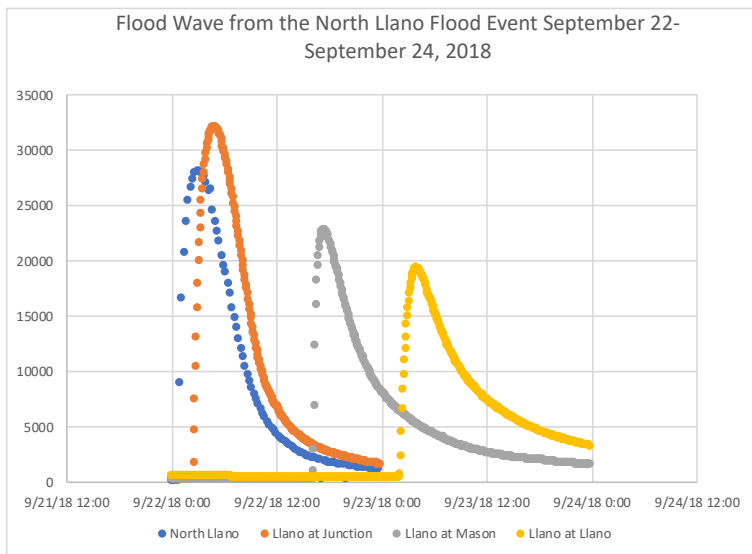 Flood Wave from the North Llano Flood Event September 22-
September 24, 2018
35000
30000
25000
20000
15000
10000
5000
0
9/21/18 12:00 9/22/18 0:00 9/22/18 12:00 9/23/18 0:00 9/23/18 12:00 9/24/18 0:00 9/24/18 12:00
North Llano Llano at Junction Llano at Mason Llano at Llano